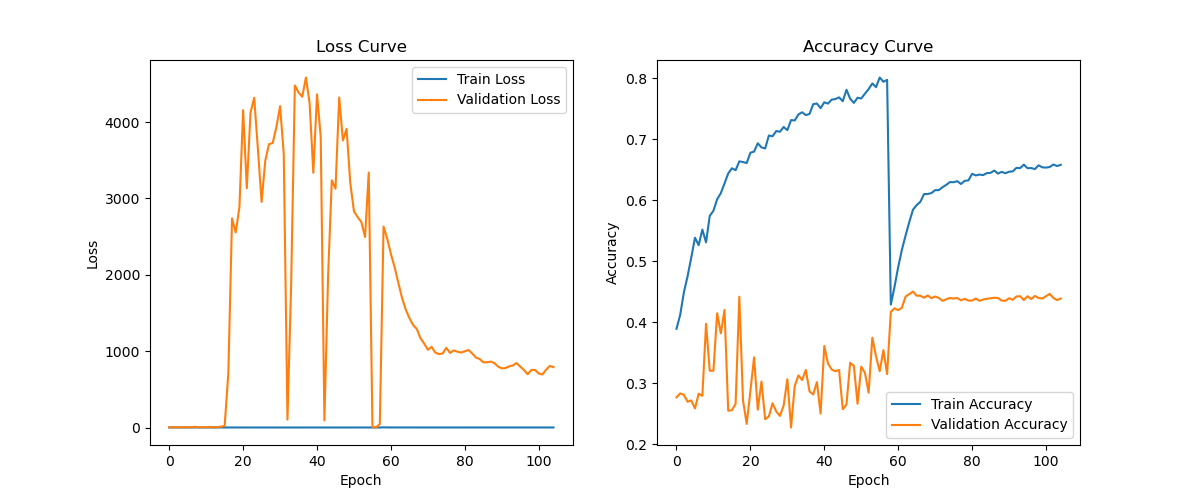 Loss Curve
Loss
4000
3000
2000
1000
0
0 20 40 60 80 100
Epoch
Train Loss
Validation Loss
Accuracy Curve
Accuracy
0.8
0.7
0.6
0.5
0.4
0.3
0.2
0 20 40 60 80 100
Epoch
Train Accuracy
Validation Accuracy